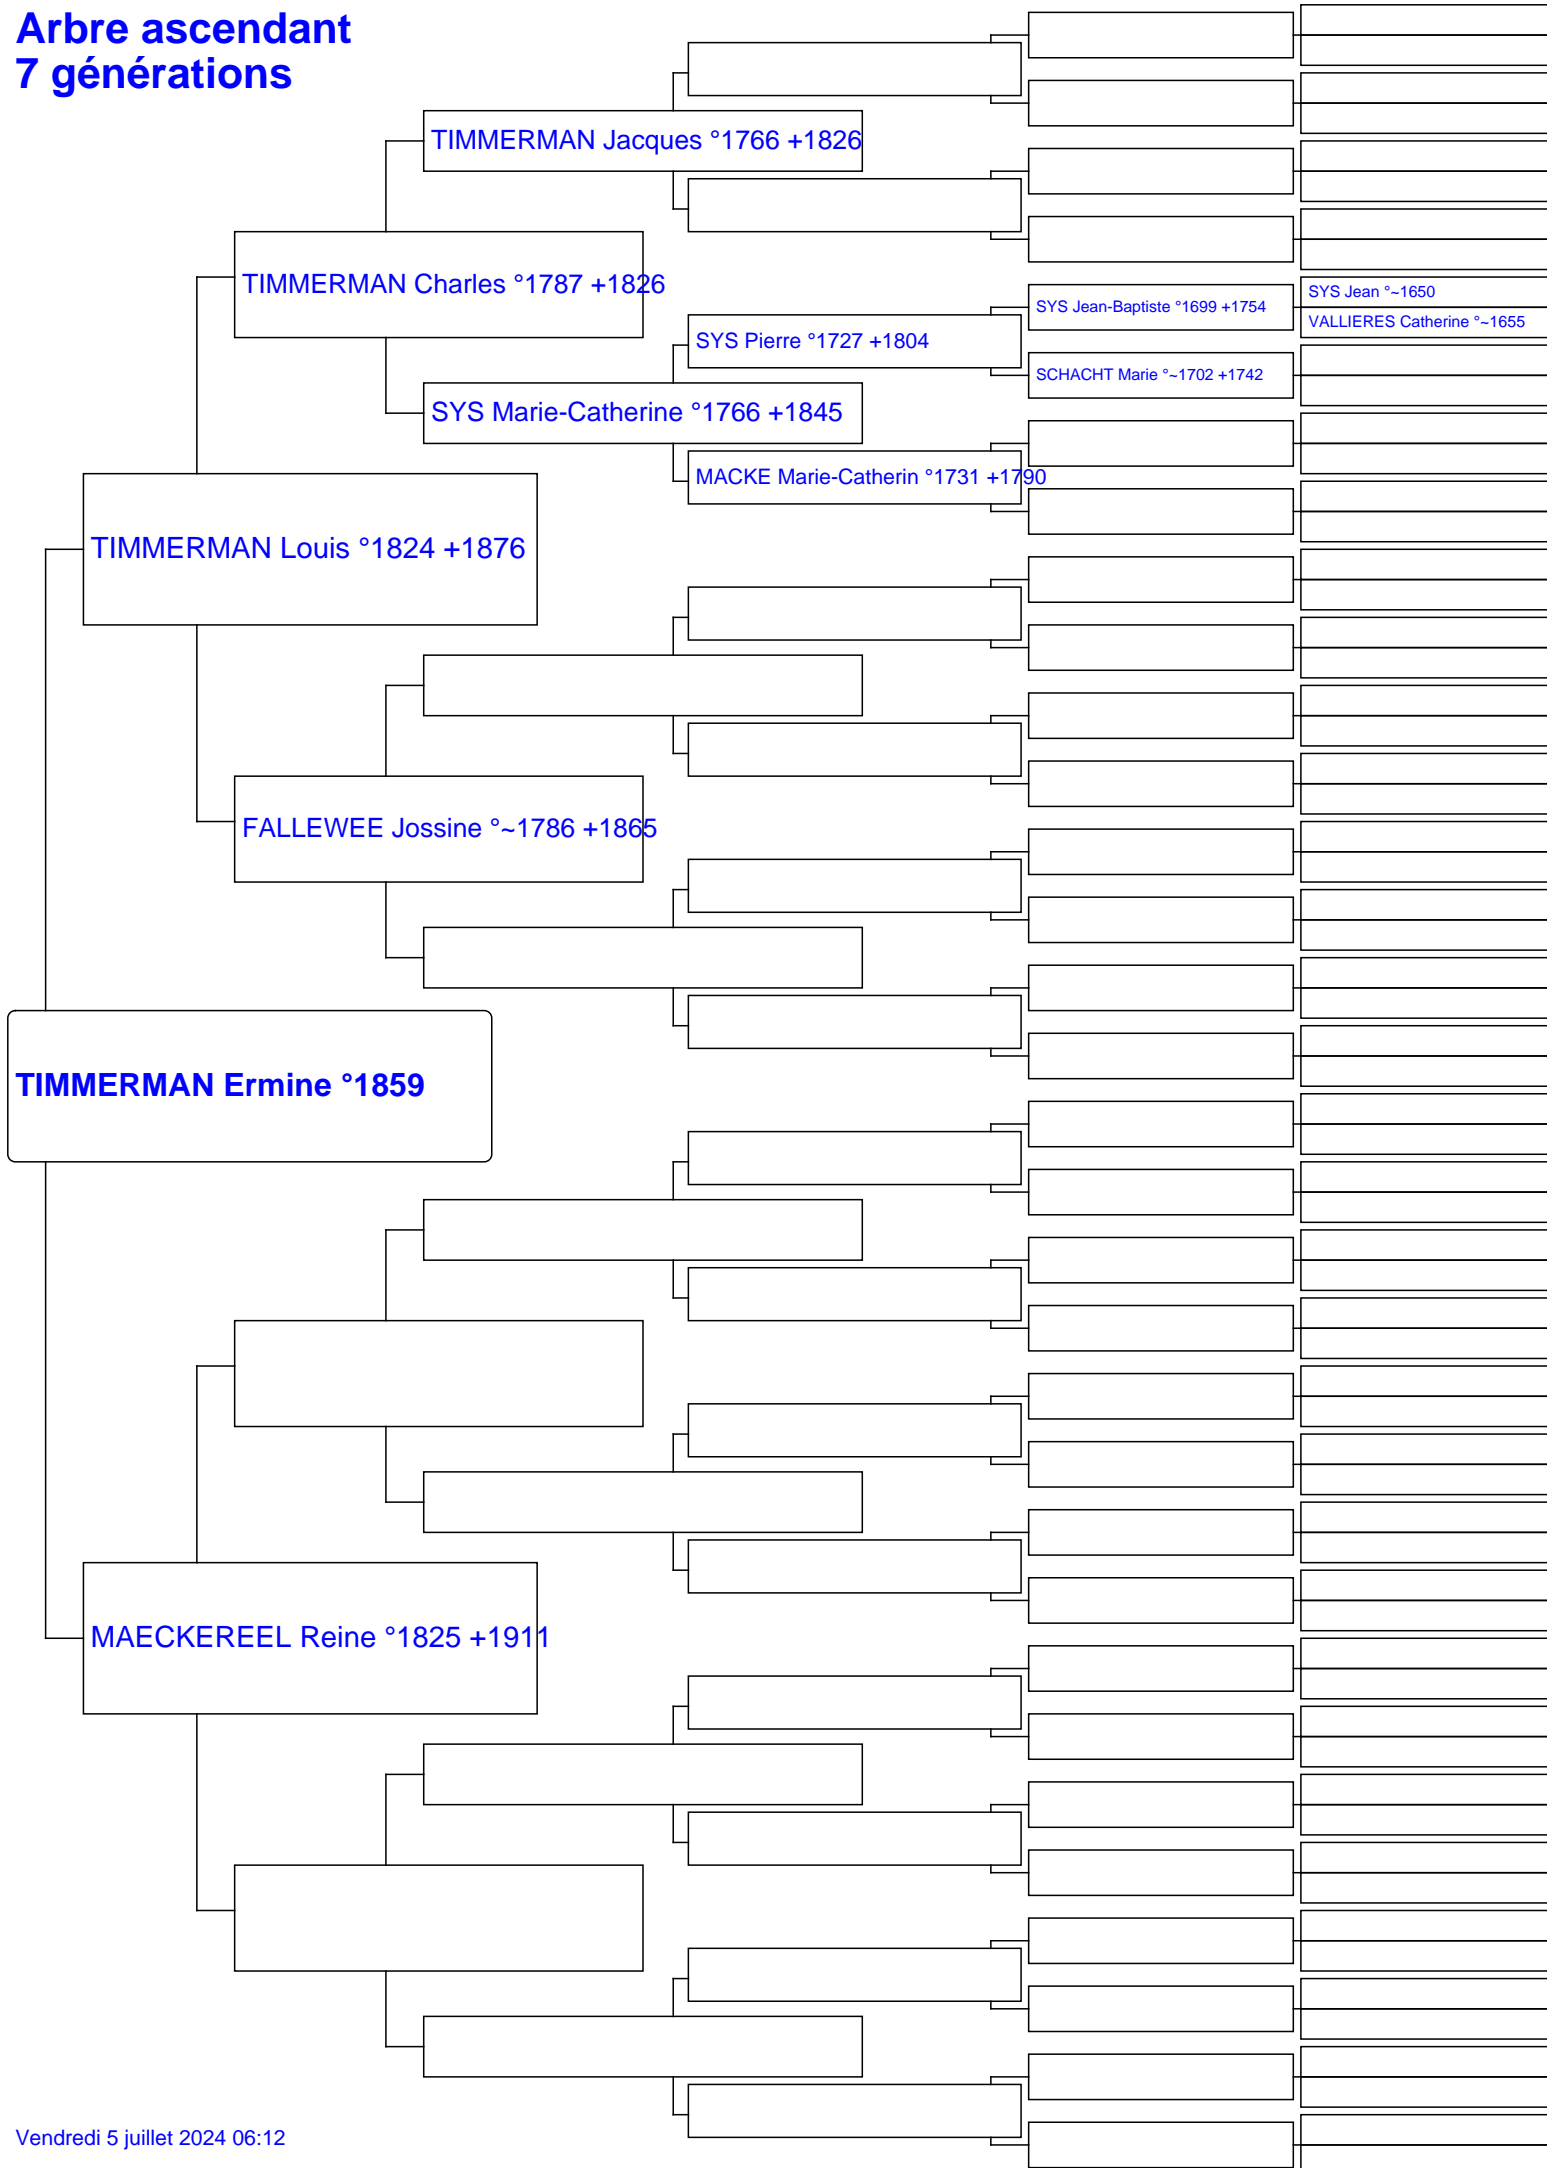 Arbre ascendant
7 générations
TIMMERMAN Jacques °1766 +1826
TIMMERMAN Charles °1787 +1826
SYS Jean °~1650
SYS Jean-Baptiste °1699 +1754
VALLIERES Catherine °~1655
SYS Pierre °1727 +1804
SCHACHT Marie °~1702 +1742
SYS Marie-Catherine °1766 +1845
MACKE Marie-Catherin °1731 +1790
TIMMERMAN Louis °1824 +1876
FALLEWEE Jossine °~1786 +1865
TIMMERMAN Ermine °1859
MAECKEREEL Reine °1825 +1911
Vendredi 5 juillet 2024 06:12